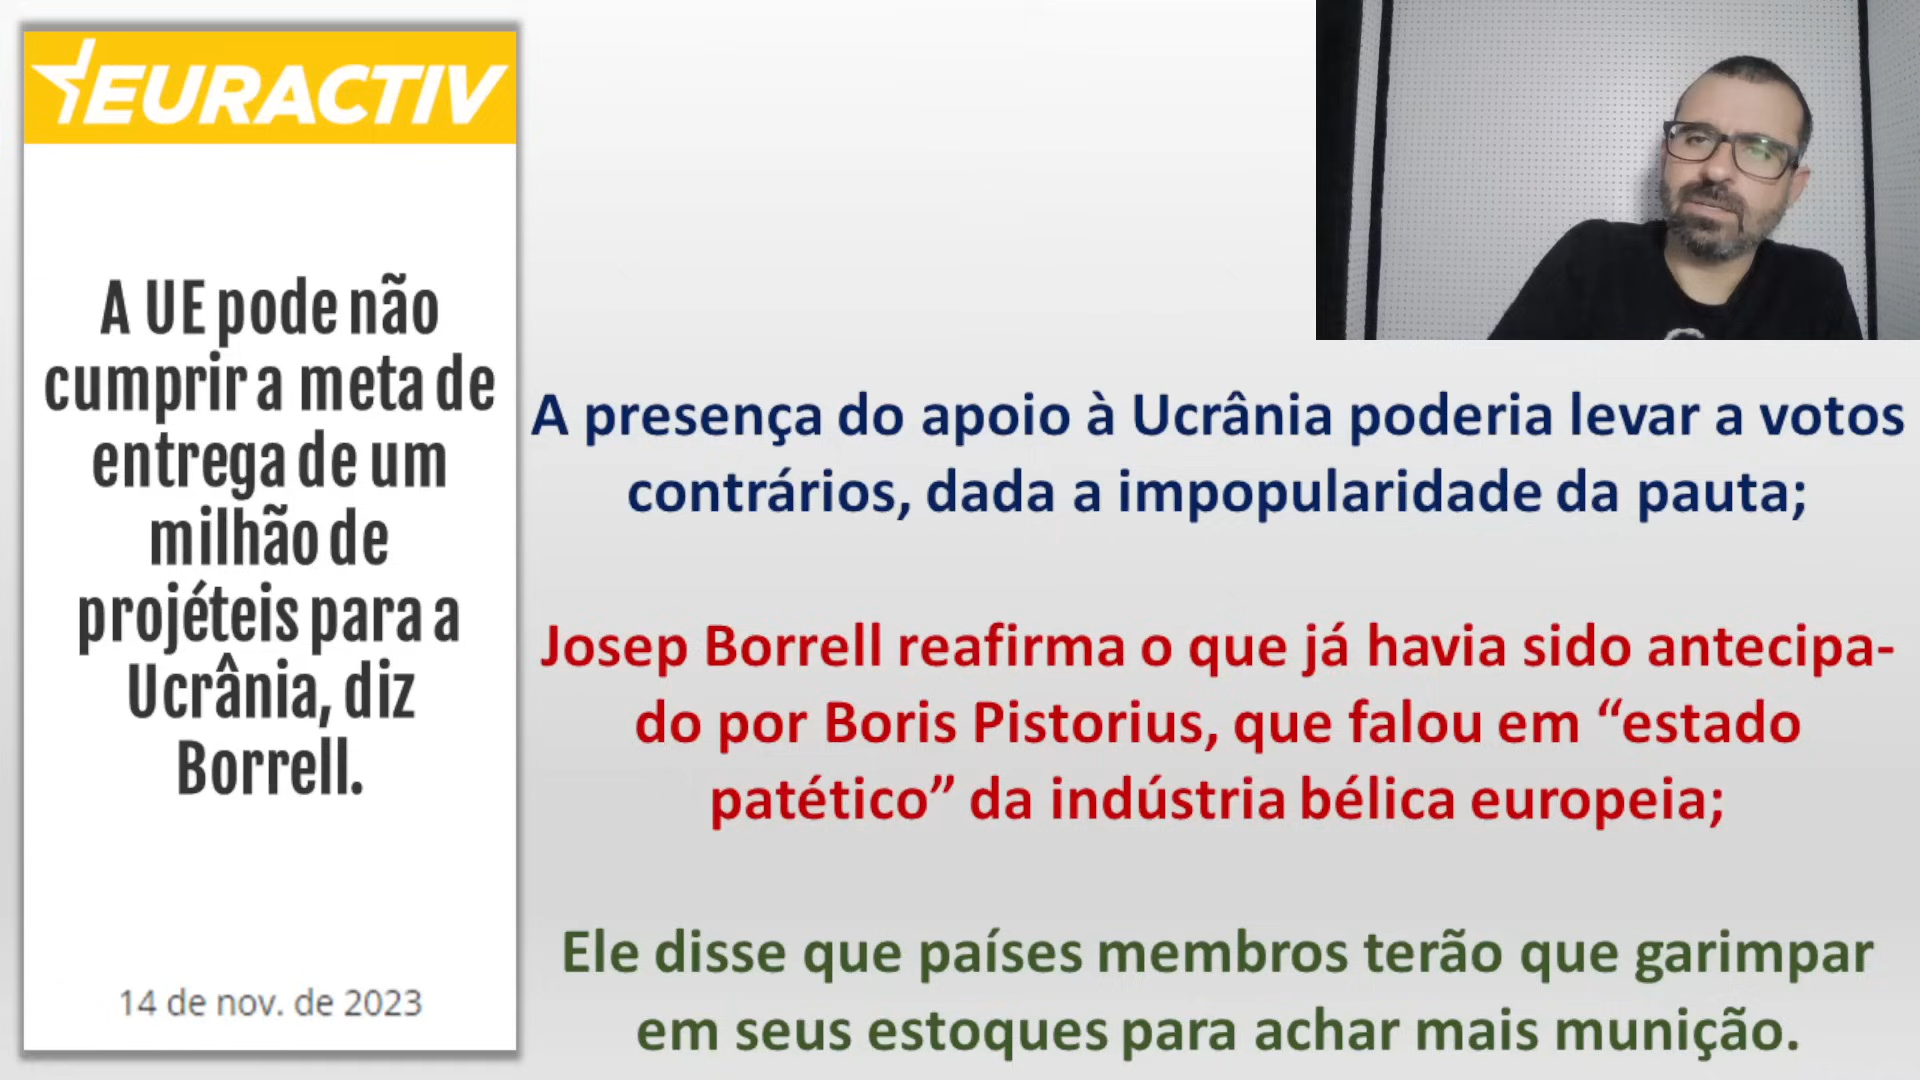 EURACTIV
A UE pode não
cumprir a meta de
entrega de um
milhão de
projéteis para a
Ucrânia, diz
Borrell.
14 de nov. de 2023
A presença do apoio à Ucrânia poderia levar a votos
contrários, dada a impopularidade da pauta;
Josep Borrell reafirma o que já havia sido antecipa-
do por Boris Pistorius, que falou em “estado
patético” da indústria bélica europeia;
Ele disse que países membros terão que garimpar
em seus estoques para achar mais munição.